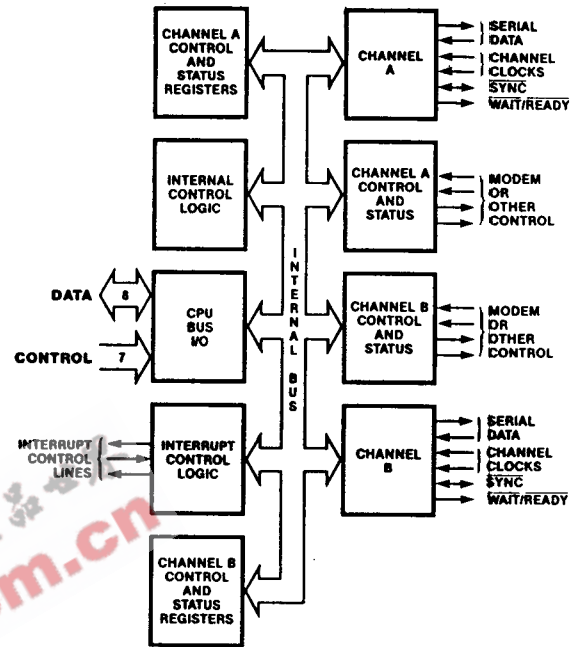 CHANNEL A
CONTROL
AND
STATUS
REGISTERS
CHANNEL
A
SERIAL
DATA
CHANNEL
CLOCKS
SYNC
WAIT/READY
INTERNAL
CONTROL
LOGIC
CHANNEL A
CONTROL
AND
STATUS
MODEM
OR
OTHER
CONTROL
INTERNAL BUS
DATA
8
CPU
BUS
I/O
CONTROL
7
CHANNEL B
CONTROL
AND
STATUS
MODEM
OR
OTHER
CONTROL
INTERRUPT
CONTROL
LINES
INTERRUPT
CONTROL
LOGIC
CHANNEL
B
SERIAL
DATA
CHANNEL
CLOCKS
SYNC
WAIT/READY
CHANNEL B
CONTROL
AND
STATUS
REGISTERS
m.cn